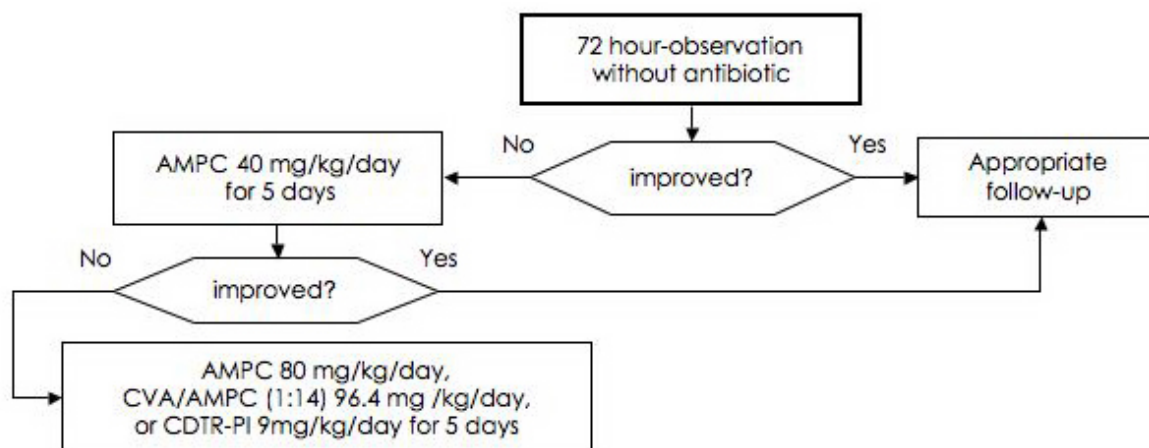 72 hour-observation
without antibiotic
No
Yes
AMPC 40 mg/kg/day
for 5 days
improved?
Appropriate
follow-up
No
Yes
improved?
AMPC 80 mg/kg/day,
CVA/AMPC (1:14) 96.4 mg /kg/day,
or CDTR-PI 9mg/kg/day for 5 days